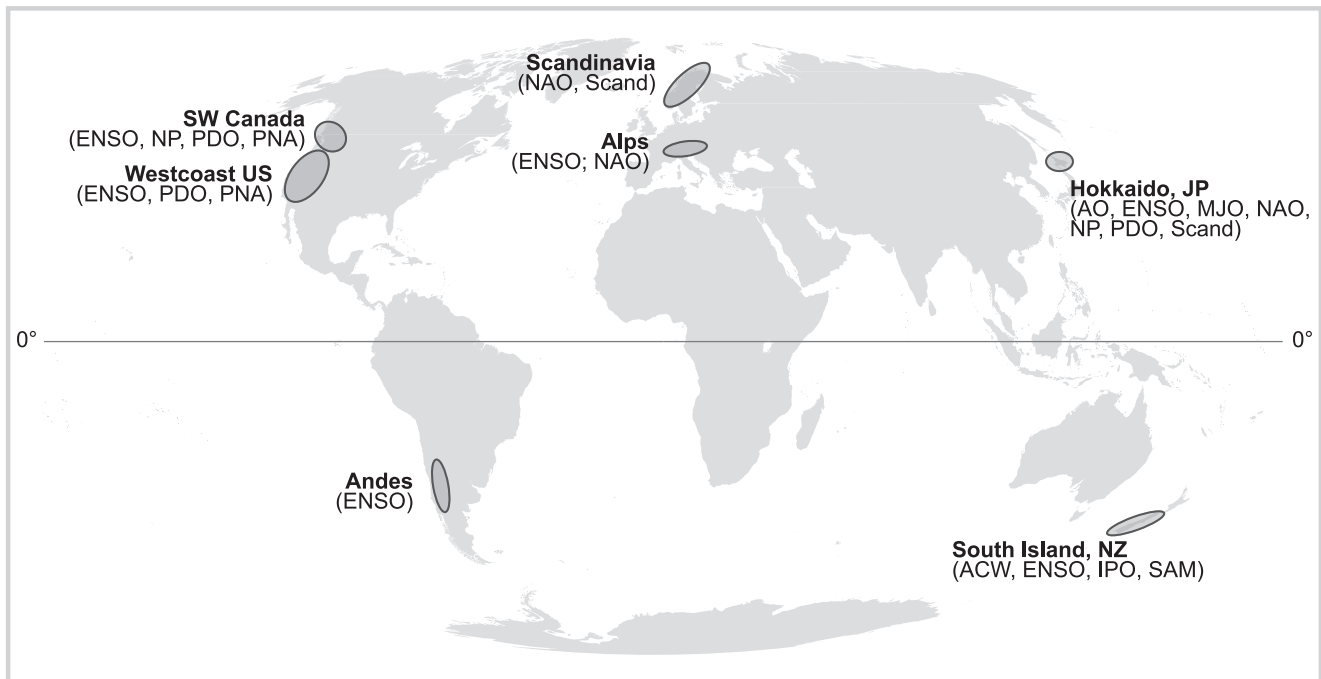 Scandinavia
(NAO, Scand)
SW Canada
(ENSO, NP, PDO, PNA)
Alps
(ENSO; NAO)
Westcoast US
(ENSO, PDO, PNA)
Hokkaido, JP
(AO, ENSO, MJO, NAO,
NP, PDO, Scand)
0°
0°
Andes
(ENSO)
South Island, NZ
(ACW, ENSO, IPO, SAM)